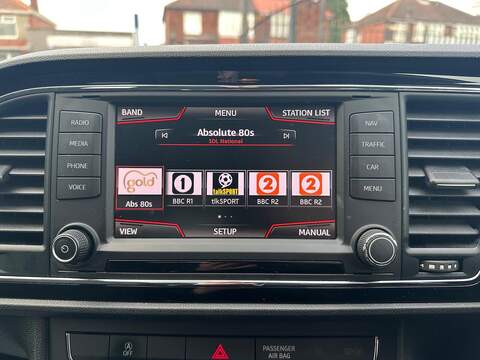 BAND MENU STATION LIST
RADIO
MEDIA
PHONE
VOICE
Absolute 80s
SDL National
gold
1
talkSPORT
2
2
Abs 80s BBC R1 tlkSPORT BBC R2 BBC R2
VIEW SETUP MANUAL
NAV
TRAFFIC
CAR
MENU
OFF
PASSENGER
AIR BAG